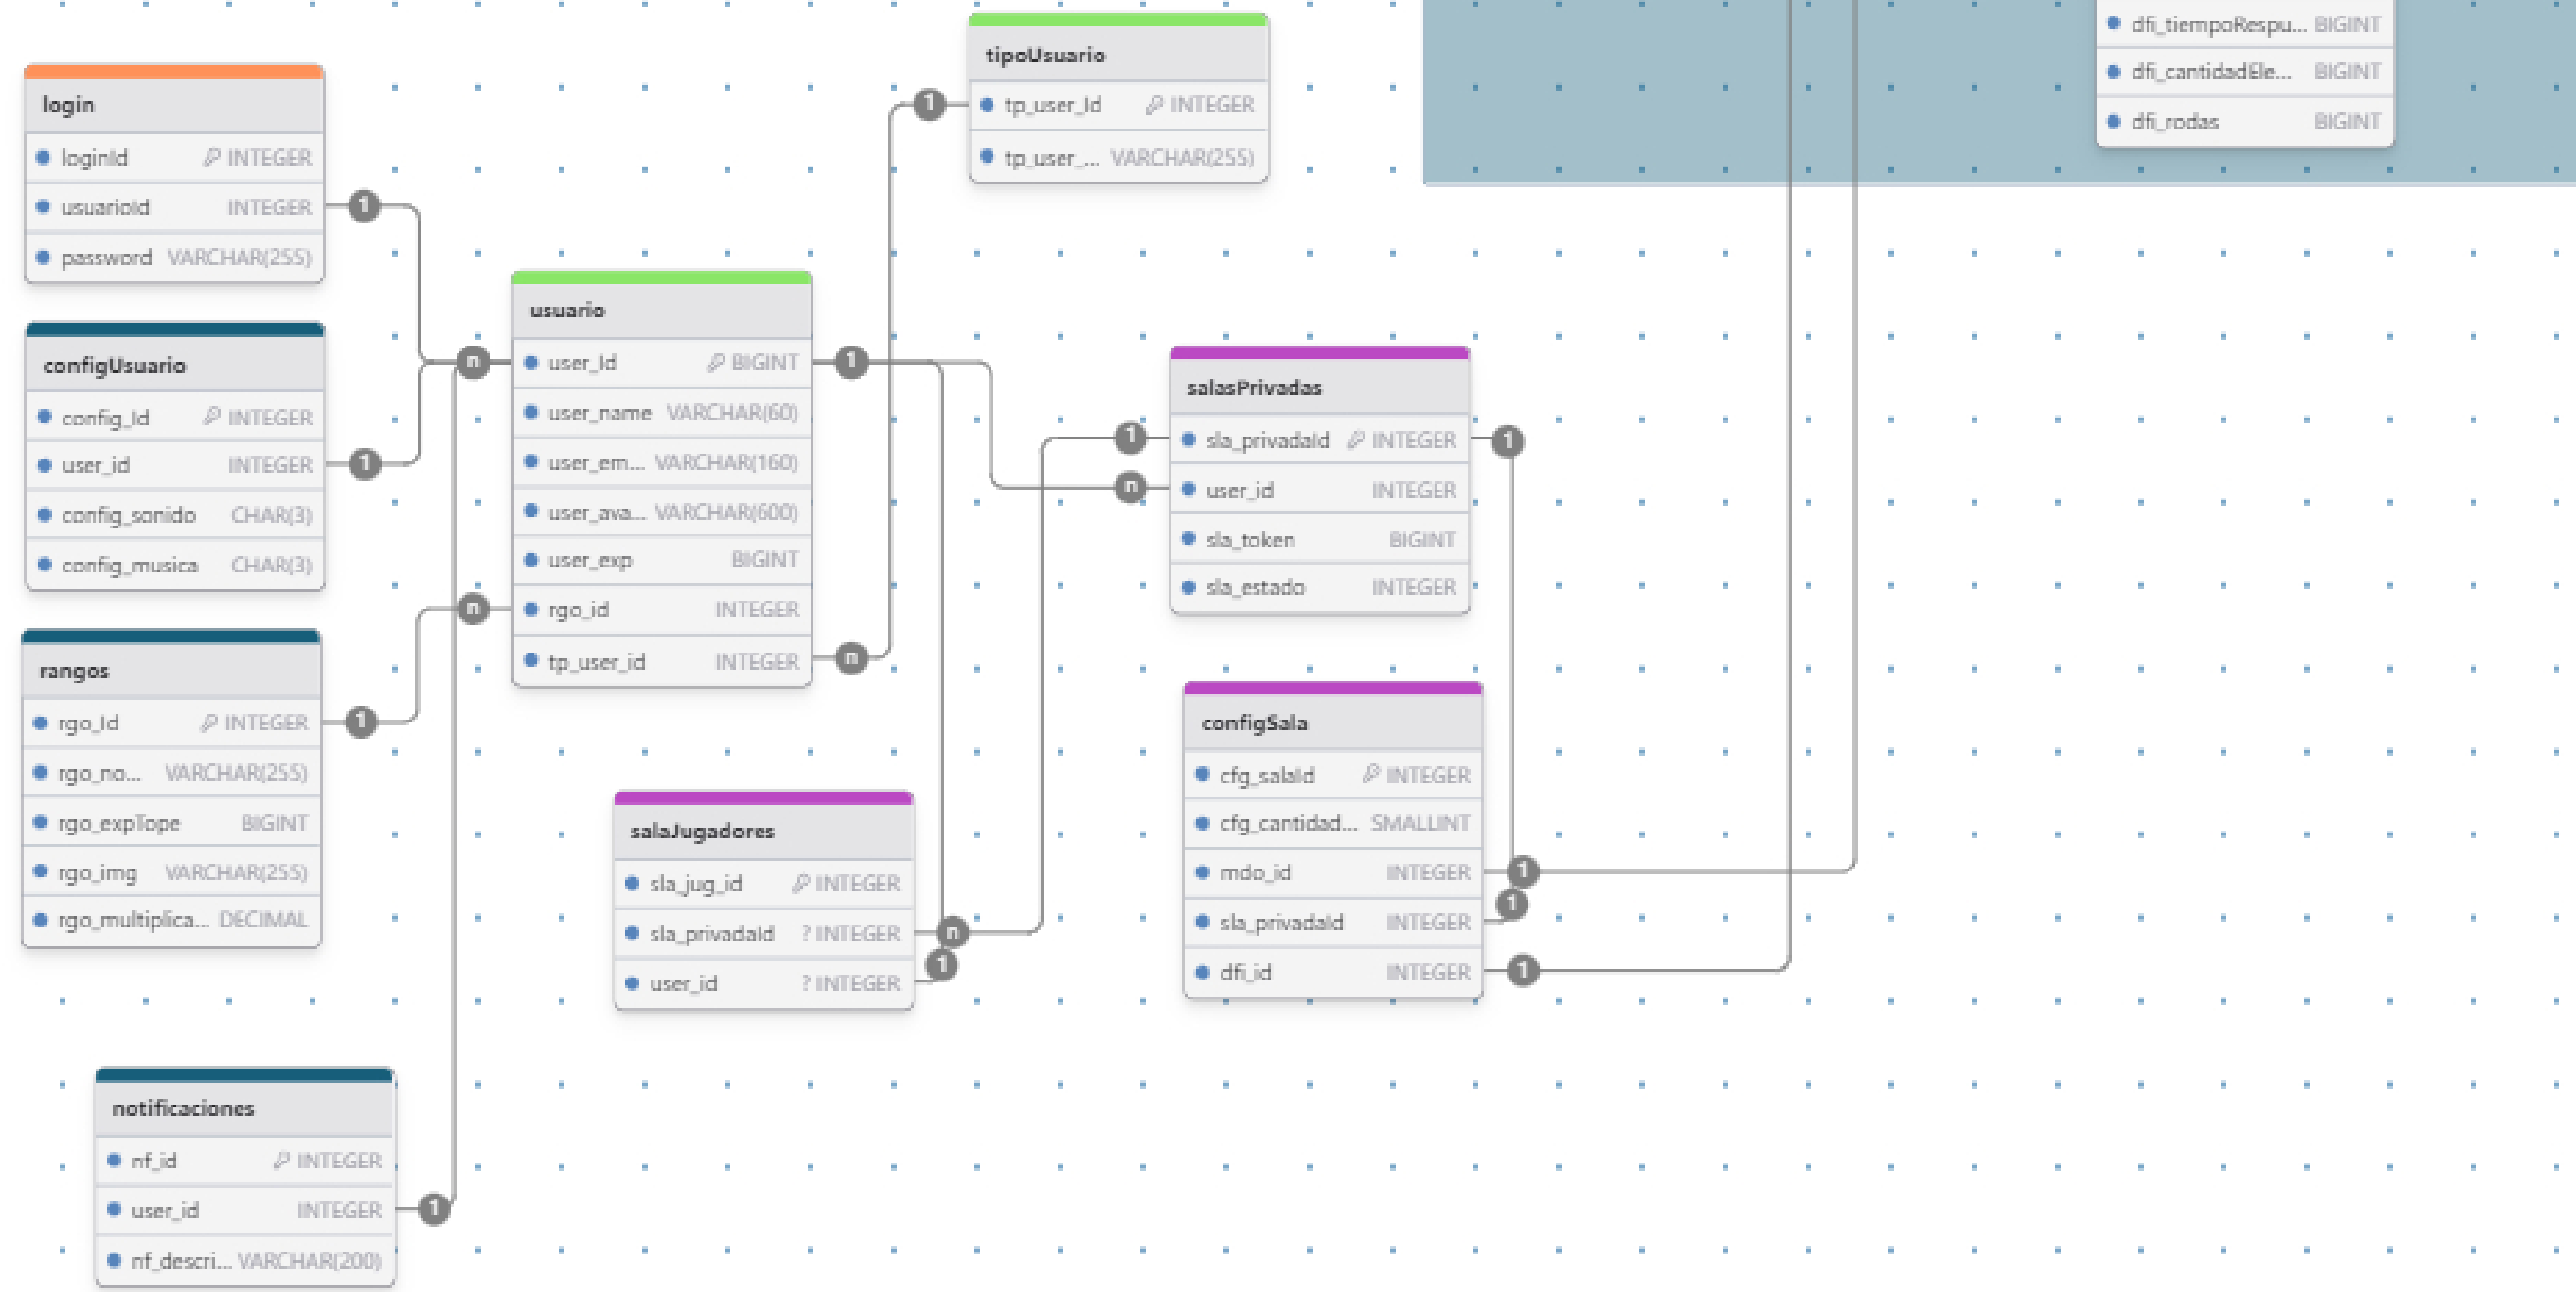 login
loginId INTEGER
usuarioId INTEGER
password VARCHAR(255)
1
configUsuario
config_Id INTEGER
user_id INTEGER
config_sonido CHAR(3)
config_musica CHAR(3)
1
rangos
rgo_Id INTEGER
rgo_no... VARCHAR(255)
rgo_expTope BIGINT
rgo_img VARCHAR(255)
rgo_multiplica... DECIMAL
1
notificaciones
nf_id INTEGER
user_id INTEGER
nf_descri... VARCHAR(200)
1
usuario
user_Id BIGINT
user_name VARCHAR(60)
user_em... VARCHAR(160)
user_ava... VARCHAR(600)
user_exp BIGINT
rgo_id INTEGER
tp_user_id INTEGER
n
n
1
n
tipoUsuario
tp_user_Id INTEGER
tp_user_... VARCHAR(255)
1
salaJugadores
sla_jug_id INTEGER
sla_privadaId ? INTEGER
user_id ? INTEGER
n
1
salasPrivadas
sla_privadaId INTEGER
user_id INTEGER
sla_token BIGINT
sla_estado INTEGER
1
n
1
configSala
cfg_salaId INTEGER
cfg_cantidad... SMALLINT
mdo_id INTEGER
sla_privadaId INTEGER
dfi_id INTEGER
1
1
1
dfi_tiempoRespu... BIGINT
dfi_cantidadEle... BIGINT
dfi_rodas BIGINT